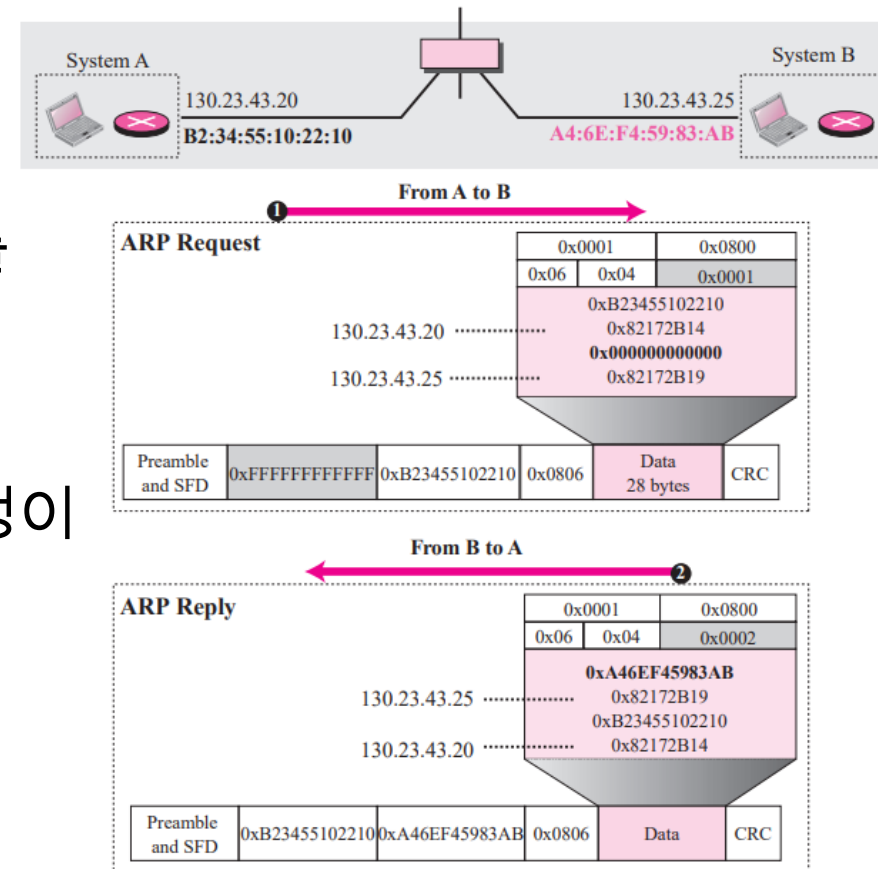 System A
System B
130.23.43.20
130.23.43.25
B2:34:55:10:22:10
A4:6E:F4:59:83:AB
From A to B
1
ARP Request
0x0001 0x0800
0x06 0x04 0x0001
0xB23455102210
130.23.43.20 0x82172B14
0x000000000000
130.23.43.25 0x82172B19
Preamble and SFD 0xFFFFFFFFFFFF 0xB23455102210 0x0806 Data 28 bytes CRC
From B to A
2
ARP Reply
0x0001 0x0800
0x06 0x04 0x0002
0xA46EF45983AB
130.23.43.25 0x82172B19
0xB23455102210
130.23.43.20 0x82172B14
Preamble and SFD 0xB23455102210 0xA46EF45983AB 0x0806 Data CRC